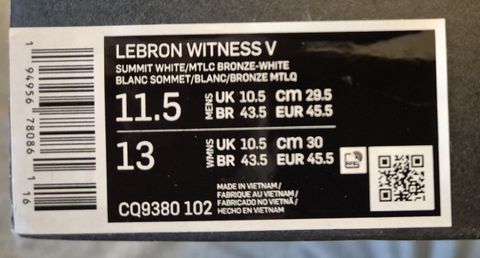 LEBRON WITNESS V
SUMMIT WHITE/MTLC BRONZE-WHITE
BLANC SOMMET/BLANC/BRONZE MTLQ
11.5 MENS UK 10.5 cm 29.5
BR 43.5 EUR 45.5
13 WMNS UK 10.5 cm 30
BR 43.5 EUR 45.5
MADE IN VIETNAM/
FABRIQUE AU VIETNAM/
FABRICADO NO VIETNÃ/
HECHO EN VIETNAM
CQ9380 102
1 94956 78086 1 16